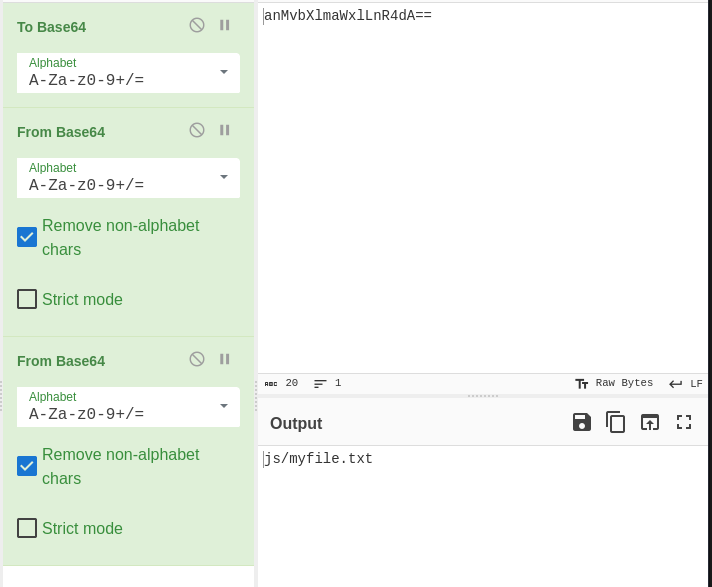 To Base64
Alphabet
A-Za-z0-9+/=
From Base64
Alphabet
A-Za-z0-9+/=
Remove non-alphabet
chars
Strict mode
From Base64
Alphabet
A-Za-z0-9+/=
Remove non-alphabet
chars
Strict mode
anMvbXlmaWxlLnR4dA==
ABC 20 1 Tr Raw Bytes LF
Output
js/myfile.txt